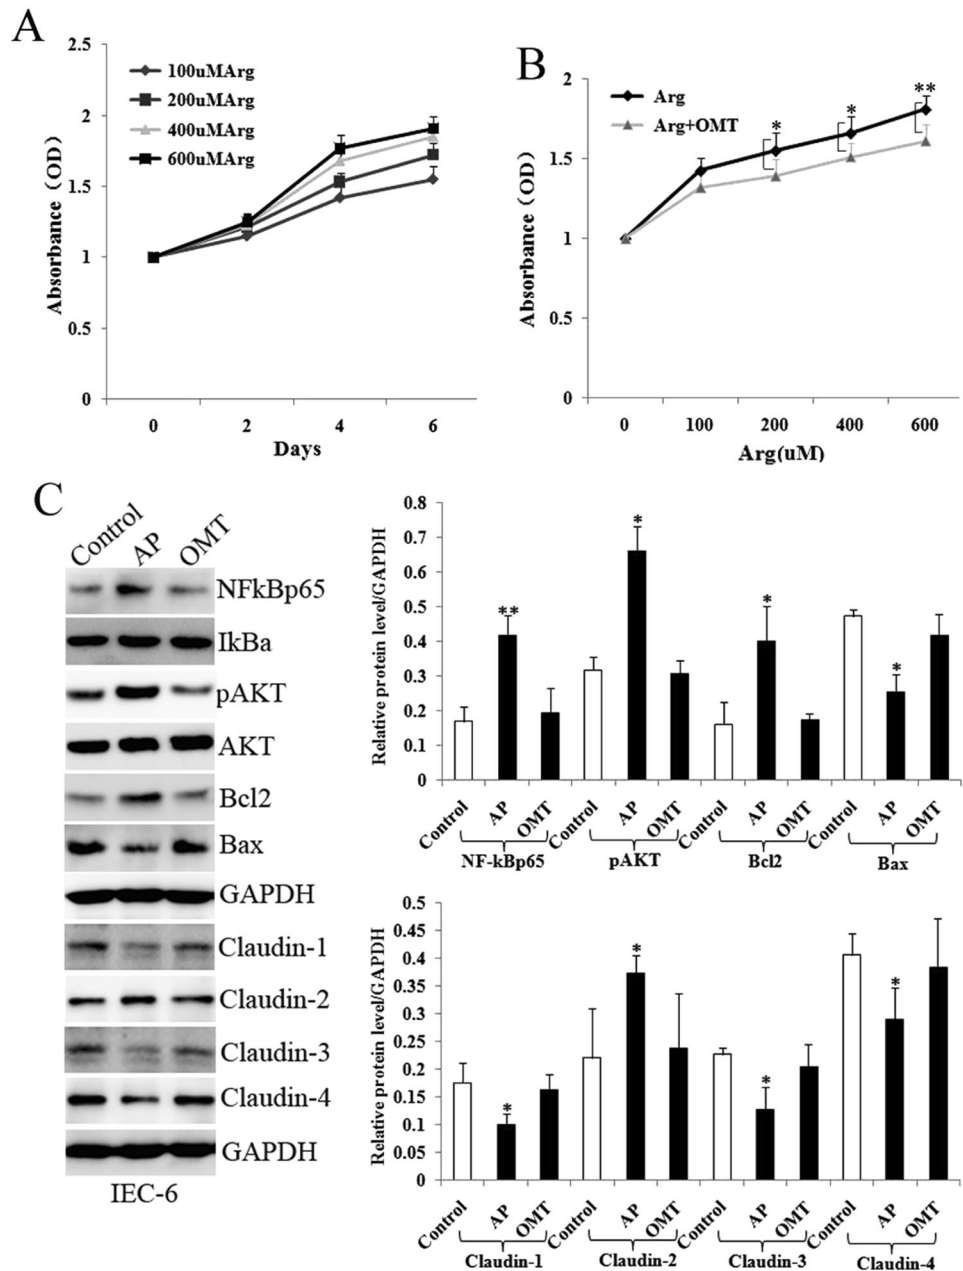 A
2.5
2
1.5
1
0.5
0
Absorbance（OD）
100uMArg
200uMArg
400uMArg
600uMArg
0 2 4 6
Days
B
2
1.5
1
0.5
0
Absorbance（OD）
Arg
Arg+OMT
* * **
0 100 200 400 600
Arg(uM)
C
Control AP OMT
NFkBp65
IkBa
pAKT
AKT
Bcl2
Bax
GAPDH
Claudin-1
Claudin-2
Claudin-3
Claudin-4
GAPDH
IEC-6
Relative protein level/GAPDH
0.8
0.7
0.6
0.5
0.4
0.3
0.2
0.1
0
** * * *
Control AP OMT Control AP OMT Control AP OMT Control AP OMT
NF-kBp65 pAKT Bcl2 Bax
Relative protein level/GAPDH
0.5
0.45
0.4
0.35
0.3
0.25
0.2
0.15
0.1
0.05
0
* * * *
Control AP OMT Control AP OMT Control AP OMT Control AP OMT
Claudin-1 Claudin-2 Claudin-3 Claudin-4